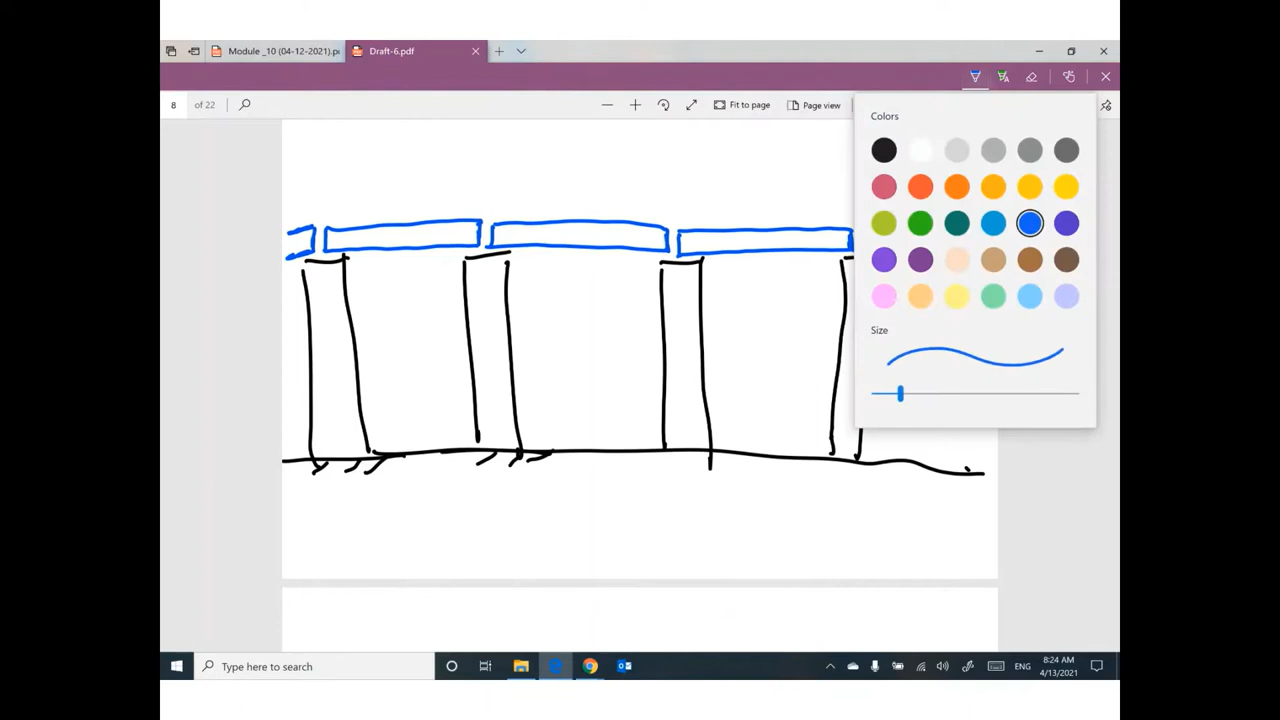 Module _10 (04-12-2021).p
Draft-6.pdf
8 of 22
Fit to page
Page view
Colors
Size
Type here to search
ENG
8:24 AM
4/13/2021